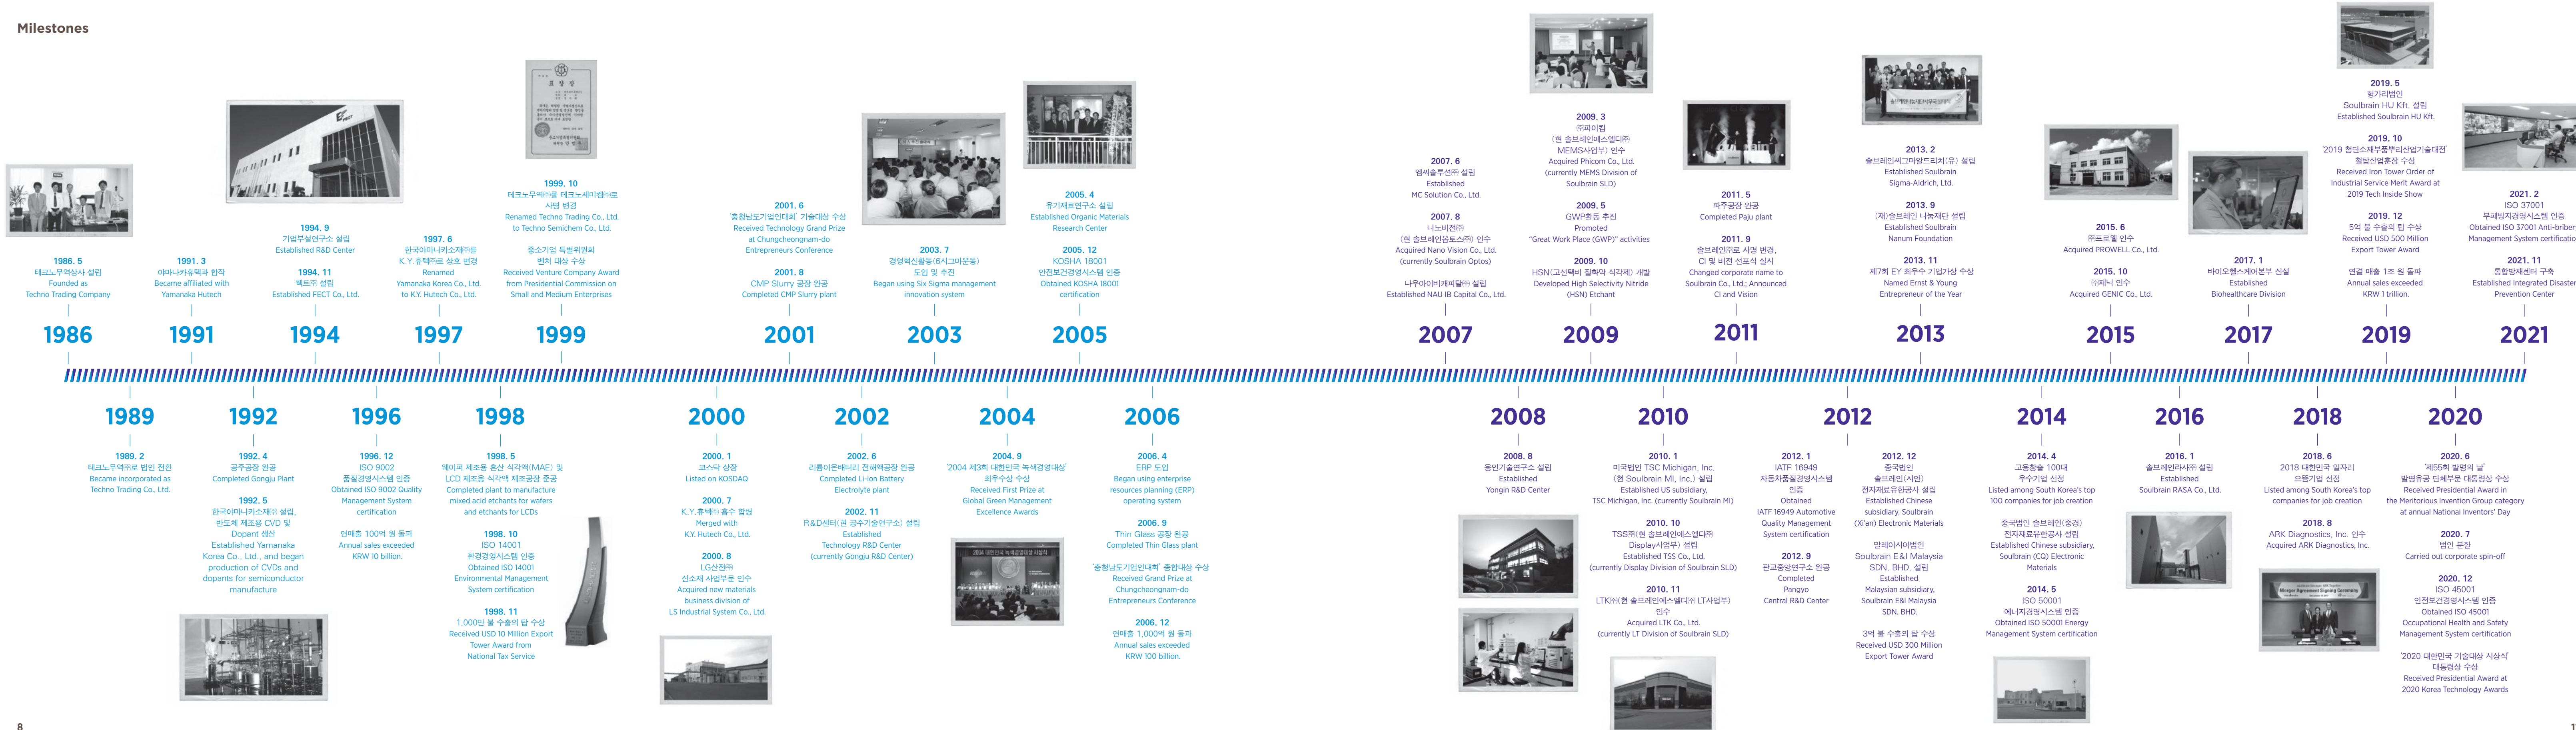 Milestones
1986. 5
테크노무역상사 설립
Founded as
Techno Trading Company
1986
1991. 3
야마나카휴텍과 합작
Became affiliated with
Yamanaka Hutech
1991
1994. 9
기업부설연구소 설립
Established R&D Center
1994. 11
훽트㈜ 설립
Established FECT Co., Ltd.
1994
1997. 6
한국야마나카소재㈜를
K.Y.휴텍㈜로 상호 변경
Renamed
Yamanaka Korea Co., Ltd.
to K.Y. Hutech Co., Ltd.
1997
표 창 장
1999. 10
테크노무역㈜를 테크노세미켐㈜로
사명 변경
Renamed Techno Trading Co., Ltd.
to Techno Semichem Co., Ltd.
중소기업 특별위원회
벤처 대상 수상
Received Venture Company Award
from Presidential Commission on
Small and Medium Enterprises
1999
2001. 6
‘충청남도기업인대회’ 기술대상 수상
Received Technology Grand Prize
at Chungcheongnam-do
Entrepreneurs Conference
2001. 8
CMP Slurry 공장 완공
Completed CMP Slurry plant
2001
2003. 7
경영혁신활동(6시그마운동)
도입 및 추진
Began using Six Sigma management
innovation system
2003
2005. 4
유기재료연구소 설립
Established Organic Materials
Research Center
2005. 12
KOSHA 18001
안전보건경영시스템 인증
Obtained KOSHA 18001
certification
2005
2007. 6
엠씨솔루션㈜ 설립
Established
MC Solution Co., Ltd.
2007. 8
나노비전㈜
(현 솔브레인옵토스㈜) 인수
Acquired Nano Vision Co., Ltd.
(currently Soulbrain Optos)
나우아이비캐피탈㈜ 설립
Established NAU IB Capital Co., Ltd.
2007
2009. 3
㈜파이컴
(현 솔브레인에스엘디㈜
MEMS사업부) 인수
Acquired Phicom Co., Ltd.
(currently MEMS Division of
Soulbrain SLD)
2009. 5
GWP활동 추진
Promoted
“Great Work Place (GWP)” activities
2009. 10
HSN(고선택비 질화막 식각제) 개발
Developed High Selectivity Nitride
(HSN) Etchant
2009
2011. 5
파주공장 완공
Completed Paju plant
2011. 9
솔브레인㈜로 사명 변경,
CI 및 비전 선포식 실시
Changed corporate name to
Soulbrain Co., Ltd.; Announced
CI and Vision
2011
2013. 2
솔브레인씨그마알드리치(유) 설립
Established Soulbrain
Sigma-Aldrich, Ltd.
2013. 9
(재)솔브레인 나눔재단 설립
Established Soulbrain
Nanum Foundation
2013. 11
제7회 EY 최우수 기업가상 수상
Named Ernst & Young
Entrepreneur of the Year
2013
2015. 6
㈜프로웰 인수
Acquired PROWELL Co., Ltd.
2015. 10
㈜제닉 인수
Acquired GENIC Co., Ltd.
2015
2017. 1
바이오헬스케어본부 신설
Established
Biohealthcare Division
2017
2019. 5
헝가리법인
Soulbrain HU Kft. 설립
Established Soulbrain HU Kft.
2019. 10
‘2019 첨단소재부품뿌리산업기술대전’
철탑산업훈장 수상
Received Iron Tower Order of
Industrial Service Merit Award at
2019 Tech Inside Show
2019. 12
5억 불 수출의 탑 수상
Received USD 500 Million
Export Tower Award
연결 매출 1조 원 돌파
Annual sales exceeded
KRW 1 trillion.
2019
2021. 2
ISO 37001
부패방지경영시스템 인증
Obtained ISO 37001 Anti-briber
Management System certificatio
2021. 11
통합방재센터 구축
Established Integrated Disaster
Prevention Center
2021
1989
1989. 2
테크노무역㈜로 법인 전환
Became incorporated as
Techno Trading Co., Ltd.
1992
1992. 4
공주공장 완공
Completed Gongju Plant
1992. 5
한국야마나카소재㈜ 설립,
반도체 제조용 CVD 및
Dopant 생산
Established Yamanaka
Korea Co., Ltd., and began
production of CVDs and
dopants for semiconductor
manufacture
1996
1996. 12
ISO 9002
품질경영시스템 인증
Obtained ISO 9002 Quality
Management System
certification
연매출 100억 원 돌파
Annual sales exceeded
KRW 10 billion.
1998
1998. 5
웨이퍼 제조용 혼산 식각액(MAE) 및
LCD 제조용 식각액 제조공장 준공
Completed plant to manufacture
mixed acid etchants for wafers
and etchants for LCDs
1998. 10
ISO 14001
환경경영시스템 인증
Obtained ISO 14001
Environmental Management
System certification
1998. 11
1,000만 불 수출의 탑 수상
Received USD 10 Million Export
Tower Award from
National Tax Service
2000
2000. 1
코스닥 상장
Listed on KOSDAQ
2000. 7
K.Y.휴텍㈜ 흡수 합병
Merged with
K.Y. Hutech Co., Ltd.
2000. 8
LG산전㈜
신소재 사업부문 인수
Acquired new materials
business division of
LS Industrial System Co., Ltd.
2002
2002. 6
리튬이온배터리 전해액공장 완공
Completed Li-ion Battery
Electrolyte plant
2002. 11
R&D센터(현 공주기술연구소) 설립
Established
Technology R&D Center
(currently Gongju R&D Center)
2004
2004. 9
‘2004 제3회 대한민국 녹색경영대상’
최우수상 수상
Received First Prize at
Global Green Management
Excellence Awards
2004 대한민국 녹색경영대상 시상식
2006
2006. 4
ERP 도입
Began using enterprise
resources planning (ERP)
operating system
2006. 9
Thin Glass 공장 완공
Completed Thin Glass plant
‘충청남도기업인대회’ 종합대상 수상
Received Grand Prize at
Chungcheongnam-do
Entrepreneurs Conference
2006. 12
연매출 1,000억 원 돌파
Annual sales exceeded
KRW 100 billion.
2008
2008. 8
용인기술연구소 설립
Established
Yongin R&D Center
2010
2010. 1
미국법인 TSC Michigan, Inc.
(현 Soulbrain MI, Inc.) 설립
Established US subsidiary,
TSC Michigan, Inc. (currently Soulbrain MI)
2010. 10
TSS㈜(현 솔브레인에스엘디㈜
Display사업부) 설립
Established TSS Co., Ltd.
(currently Display Division of Soulbrain SLD)
2010. 11
LTK㈜(현 솔브레인에스엘디㈜ LT사업부)
인수
Acquired LTK Co., Ltd.
(currently LT Division of Soulbrain SLD)
2012
2012. 1
IATF 16949
자동차품질경영시스템
인증
Obtained
IATF 16949 Automotive
Quality Management
System certification
2012. 9
판교중앙연구소 완공
Completed
Pangyo
Central R&D Center
2012. 12
중국법인
솔브레인(시안)
전자재료유한공사 설립
Established Chinese
subsidiary, Soulbrain
(Xi’an) Electronic Materials
말레이시아법인
Soulbrain E&I Malaysia
SDN. BHD. 설립
Established
Malaysian subsidiary,
Soulbrain E&I Malaysia
SDN. BHD.
3억 불 수출의 탑 수상
Received USD 300 Million
Export Tower Award
2014
2014. 4
고용창출 100대
우수기업 선정
Listed among South Korea’s top
100 companies for job creation
중국법인 솔브레인(충경)
전자재료유한공사 설립
Established Chinese subsidiary,
Soulbrain (CQ) Electronic
Materials
2014. 5
ISO 50001
에너지경영시스템 인증
Obtained ISO 50001 Energy
Management System certification
2016
2016. 1
솔브레인라사㈜ 설립
Established
Soulbrain RASA Co., Ltd.
2018
2018. 6
2018 대한민국 일자리
으뜸기업 선정
Listed among South Korea’s top
companies for job creation
2018. 8
ARK Diagnostics, Inc. 인수
Acquired ARK Diagnostics, Inc.
Merger Agreement Signing Ceremony
2020
2020. 6
‘제55회 발명의 날’
발명유공 단체부문 대통령상 수상
Received Presidential Award in
the Meritorious Invention Group category
at annual National Inventors’ Day
2020. 7
법인 분할
Carried out corporate spin-off
2020. 12
ISO 45001
안전보건경영시스템 인증
Obtained ISO 45001
Occupational Health and Safety
Management System certification
‘2020 대한민국 기술대상 시상식’
대통령상 수상
Received Presidential Award at
2020 Korea Technology Awards
8